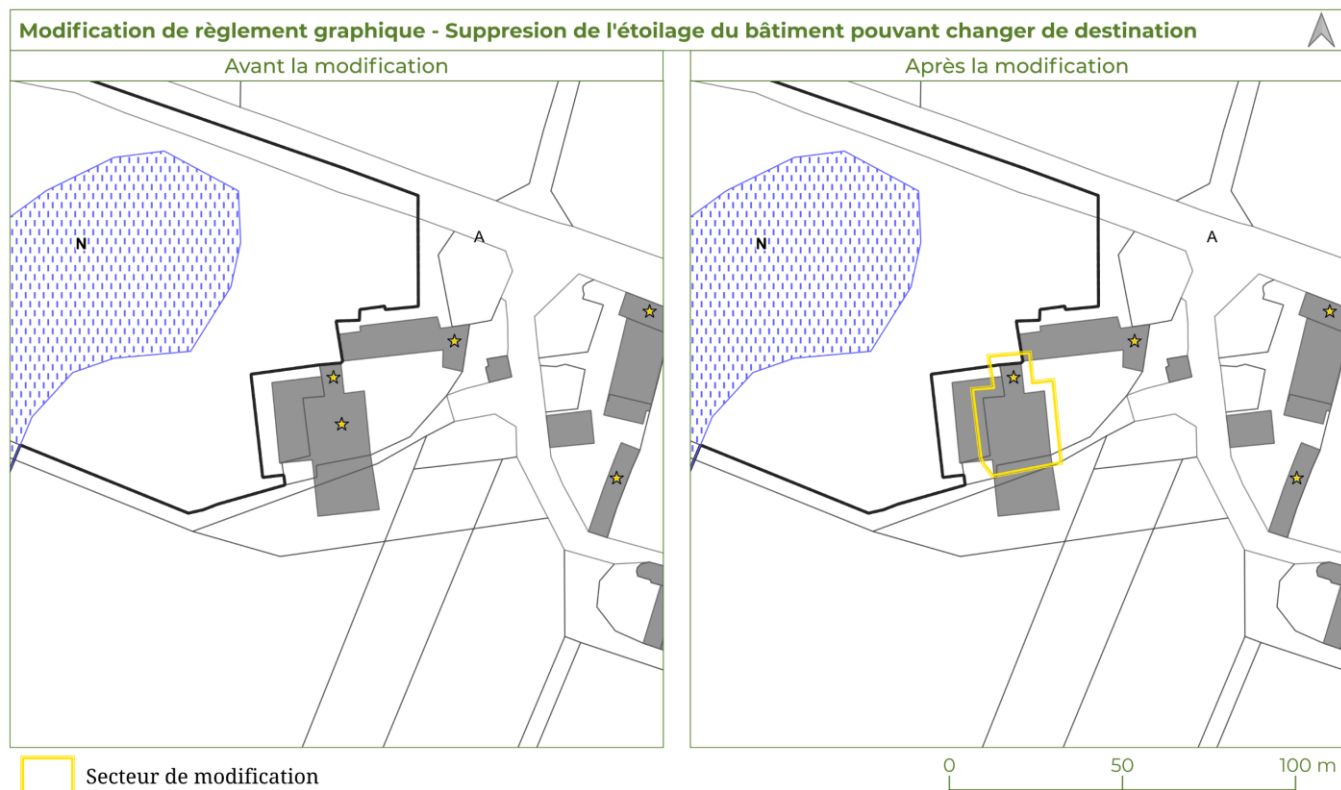 Modification de règlement graphique - Suppresion de l'étoilage du bâtiment pouvant changer de destination
Avant la modification
Après la modification
N
A
N
A
Secteur de modification
0 50 100 m